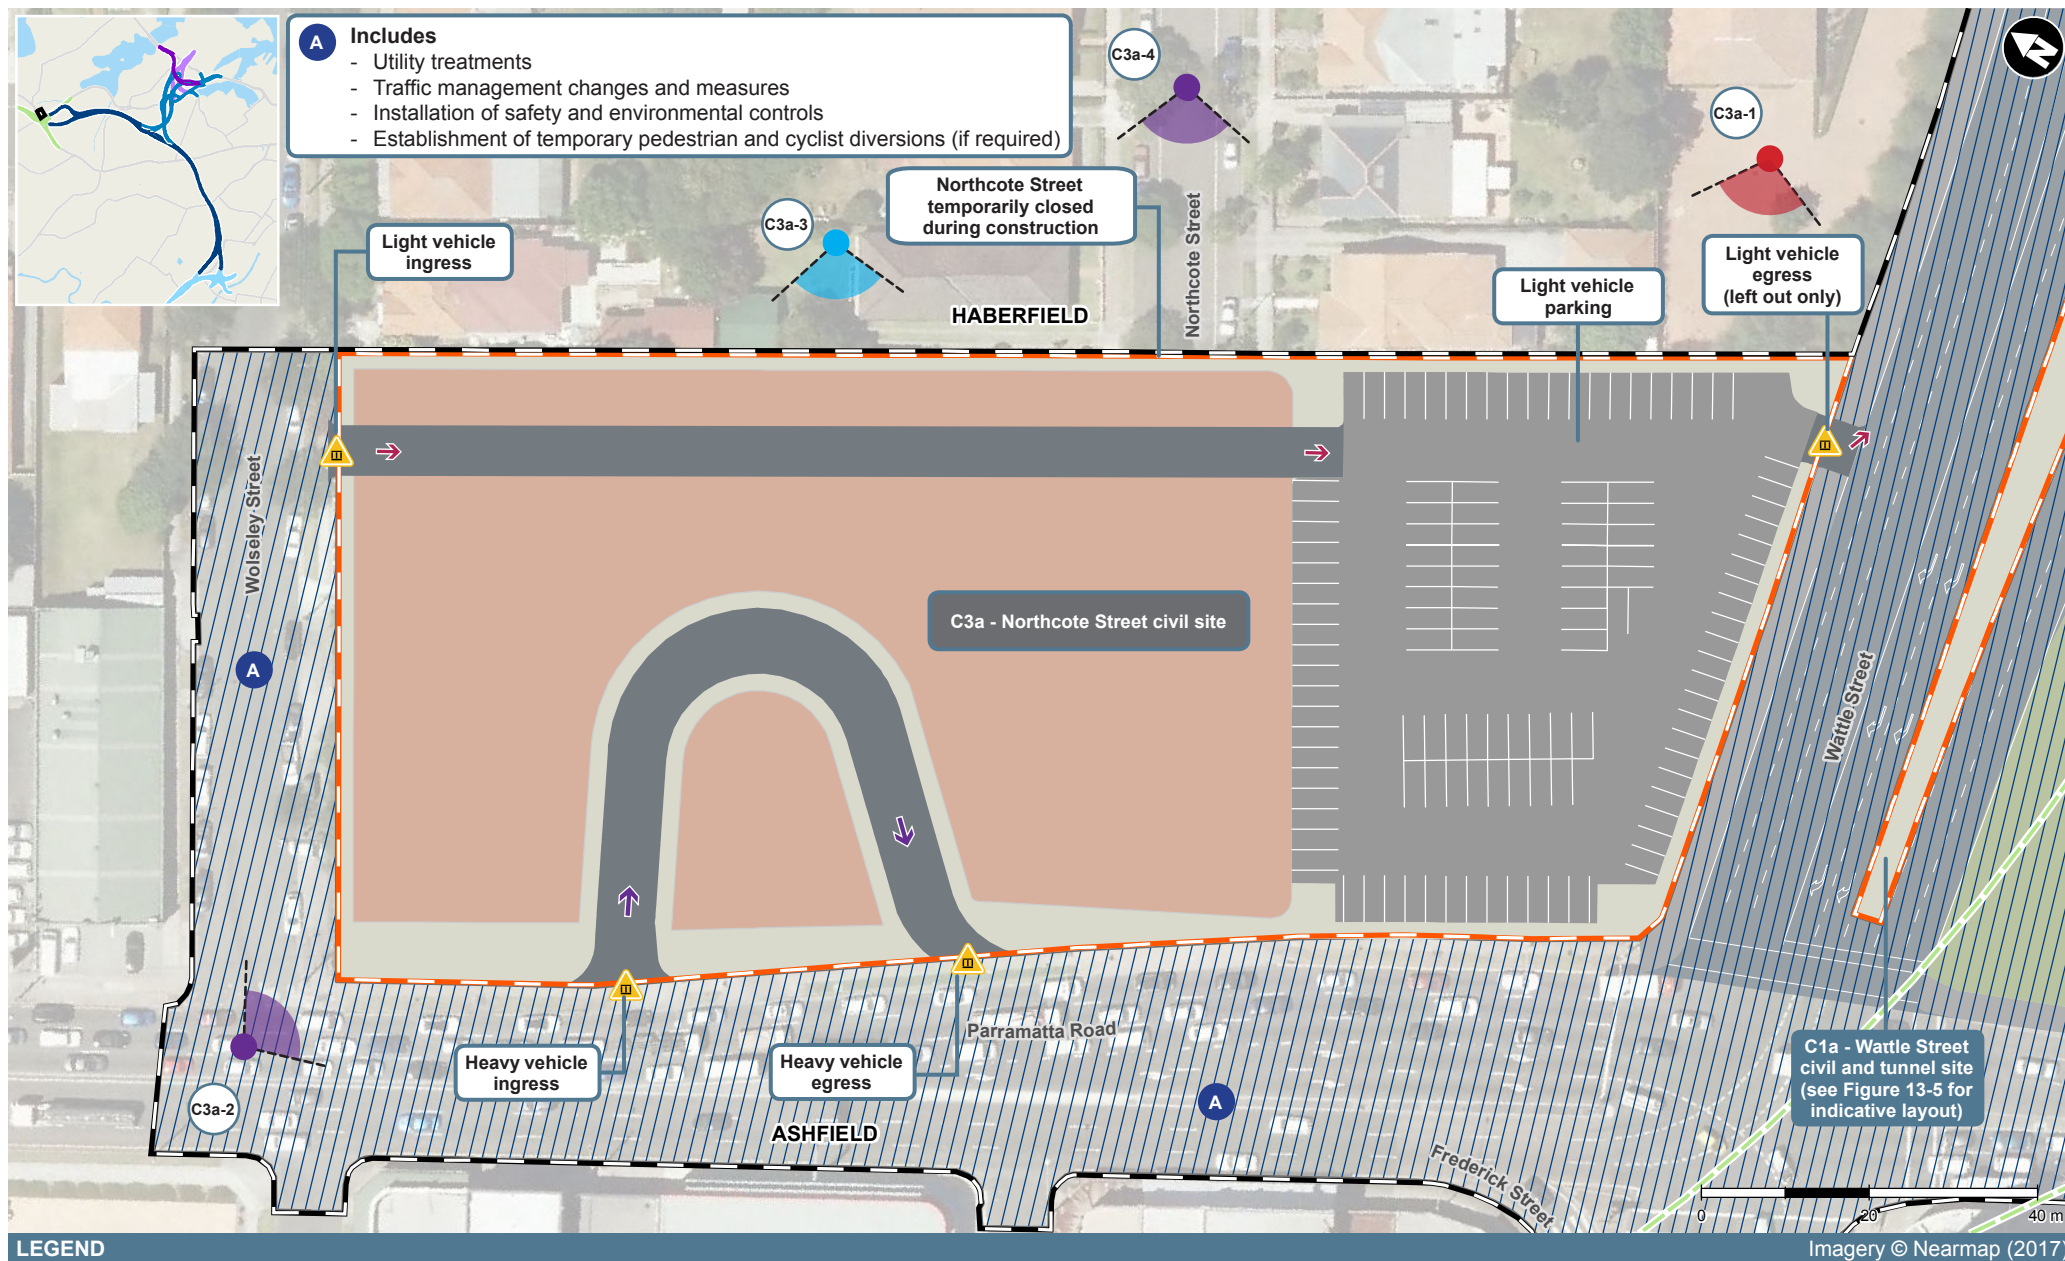 A
Includes
- Utility treatments
- Traffic management changes and measures
- Installation of safety and environmental controls
- Establishment of temporary pedestrian and cyclist diversions (if required)
C3a-4
C3a-1
N
Northcote Street
temporarily closed
during construction
C3a-3
Light vehicle
ingress
Northcote Street
Light vehicle
egress
(left out only)
Light vehicle
parking
HABERFIELD
Wolseley Street
C3a - Northcote Street civil site
A
Wattle Street
Parramatta Road
Heavy vehicle
ingress
Heavy vehicle
egress
C1a - Wattle Street
civil and tunnel site
(see Figure 13-5 for
indicative layout)
C3a-2
A
ASHFIELD
Frederick Street
0 20 40 m
LEGEND
Imagery © Nearmap (2017)